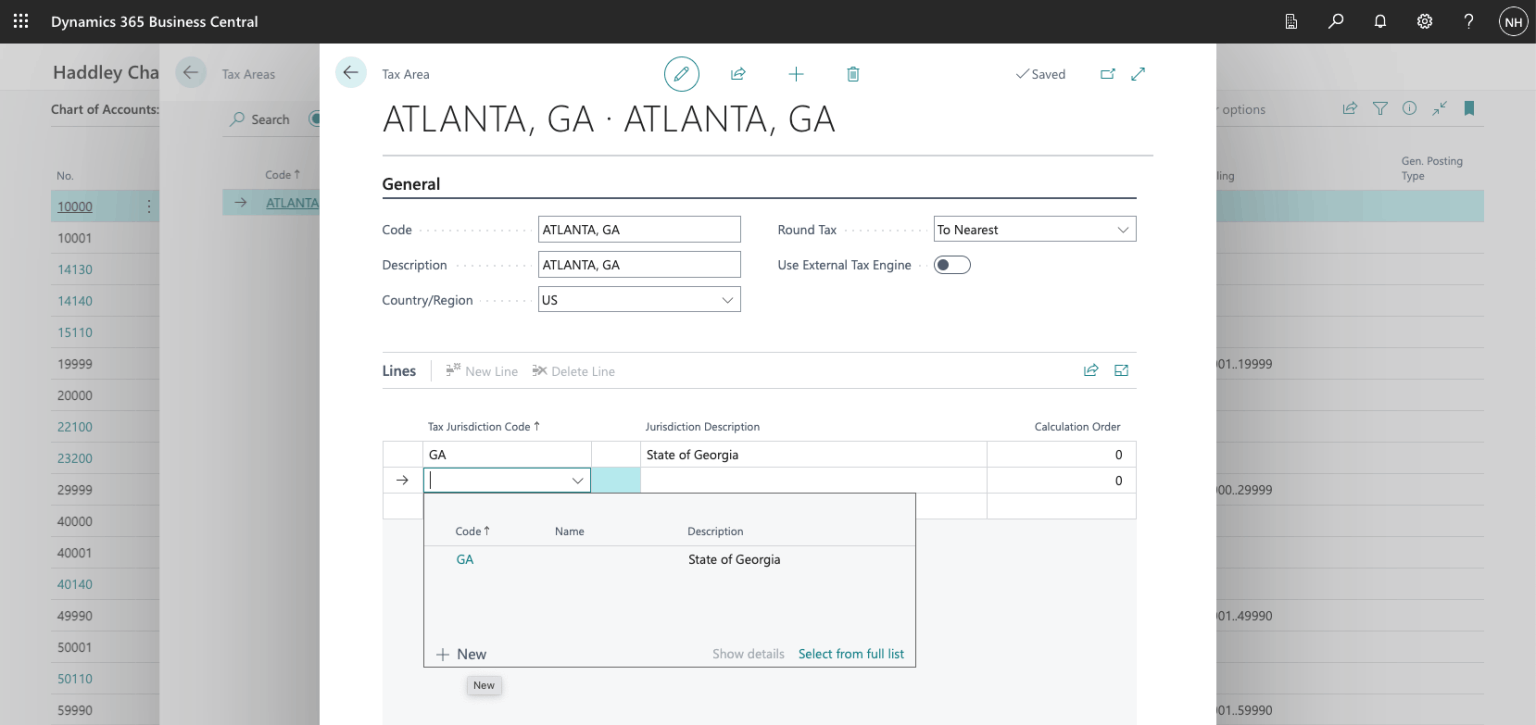 Dynamics 365 Business Central
NH
Haddley Cha
Chart of Accounts:
No.
10000
10001
14130
14140
15110
19999
20000
22100
23200
29999
40000
40001
40140
49990
50001
50110
59990
Tax Areas
Search
Code ↑
ATLANTA
Tax Area
Saved
ATLANTA, GA · ATLANTA, GA
General
Code
ATLANTA, GA
Round Tax
To Nearest
Description
ATLANTA, GA
Use External Tax Engine
Country/Region
US
Lines
New Line
Delete Line
Tax Jurisdiction Code ↑
Jurisdiction Description
Calculation Order
GA
State of Georgia
0
0
Code ↑
Name
Description
GA
State of Georgia
New
Show details
Select from full list
New
options
ling
Gen. Posting
Type
01..19999
00..29999
01..49990
01..59990